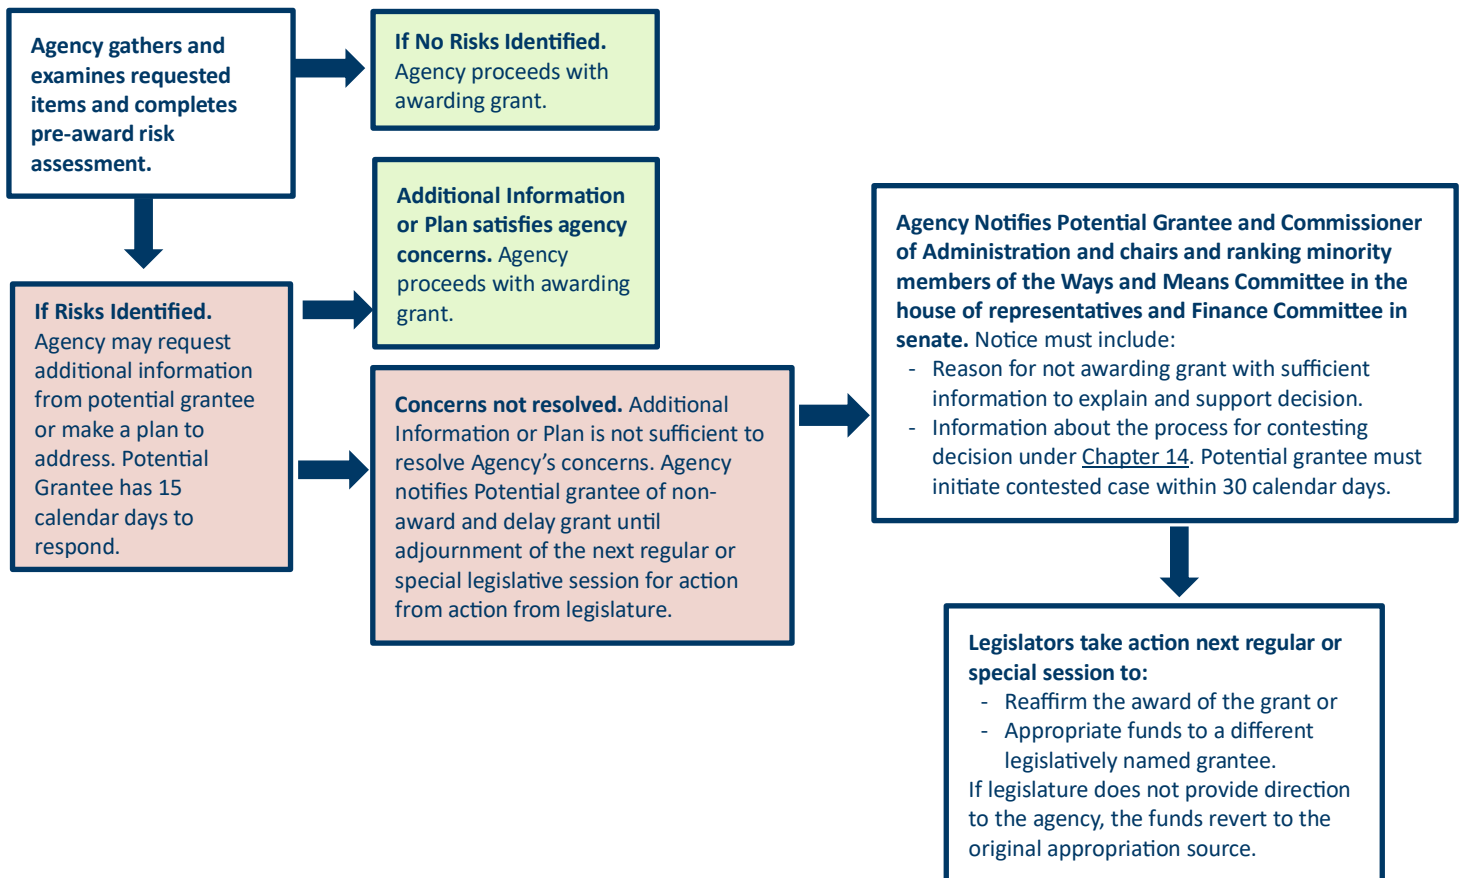 Agency gathers and
examines requested
items and completes
pre-award risk
assessment.
If No Risks Identified.
Agency proceeds with
awarding grant.
Additional Information
or Plan satisfies agency
concerns. Agency
proceeds with awarding
grant.
If Risks Identified.
Agency may request
additional information
from potential grantee
or make a plan to
address. Potential
Grantee has 15
calendar days to
respond.
Concerns not resolved. Additional
Information or Plan is not sufficient to
resolve Agency’s concerns. Agency
notifies Potential grantee of non-
award and delay grant until
adjournment of the next regular or
special legislative session for action
from action from legislature.
Agency Notifies Potential Grantee and Commissioner
of Administration and chairs and ranking minority
members of the Ways and Means Committee in the
house of representatives and Finance Committee in
senate. Notice must include:
- Reason for not awarding grant with sufficient
information to explain and support decision.
- Information about the process for contesting
decision under Chapter 14. Potential grantee must
initiate contested case within 30 calendar days.
Legislators take action next regular or
special session to:
- Reaffirm the award of the grant or
- Appropriate funds to a different
legislatively named grantee.
If legislature does not provide direction
to the agency, the funds revert to the
original appropriation source.